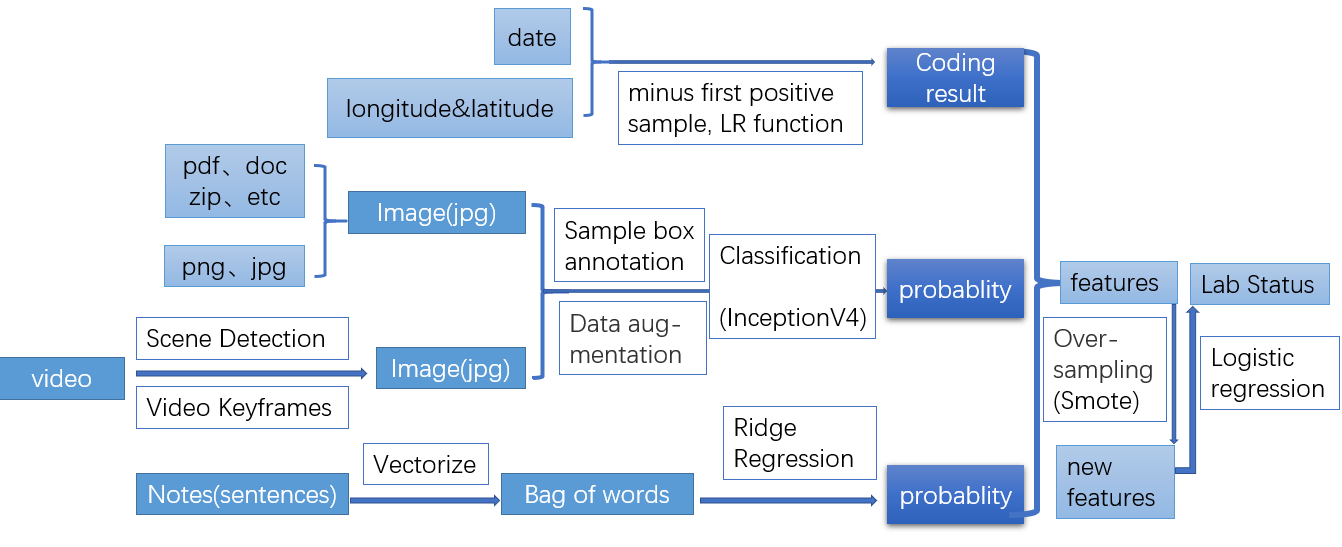 date
longitude&latitude
minus first positive
sample, LR function
Coding
result
pdf、doc
zip、etc
png、jpg
Image(jpg)
Sample box
annotation
Data aug-
mentation
Classification
(InceptionV4)
probablity
features
Lab Status
video
Scene Detection
Video Keyframes
Image(jpg)
Over-
sampling
(Smote)
Logistic
regression
Notes(sentences)
Vectorize
Bag of words
Ridge
Regression
probablity
new
features